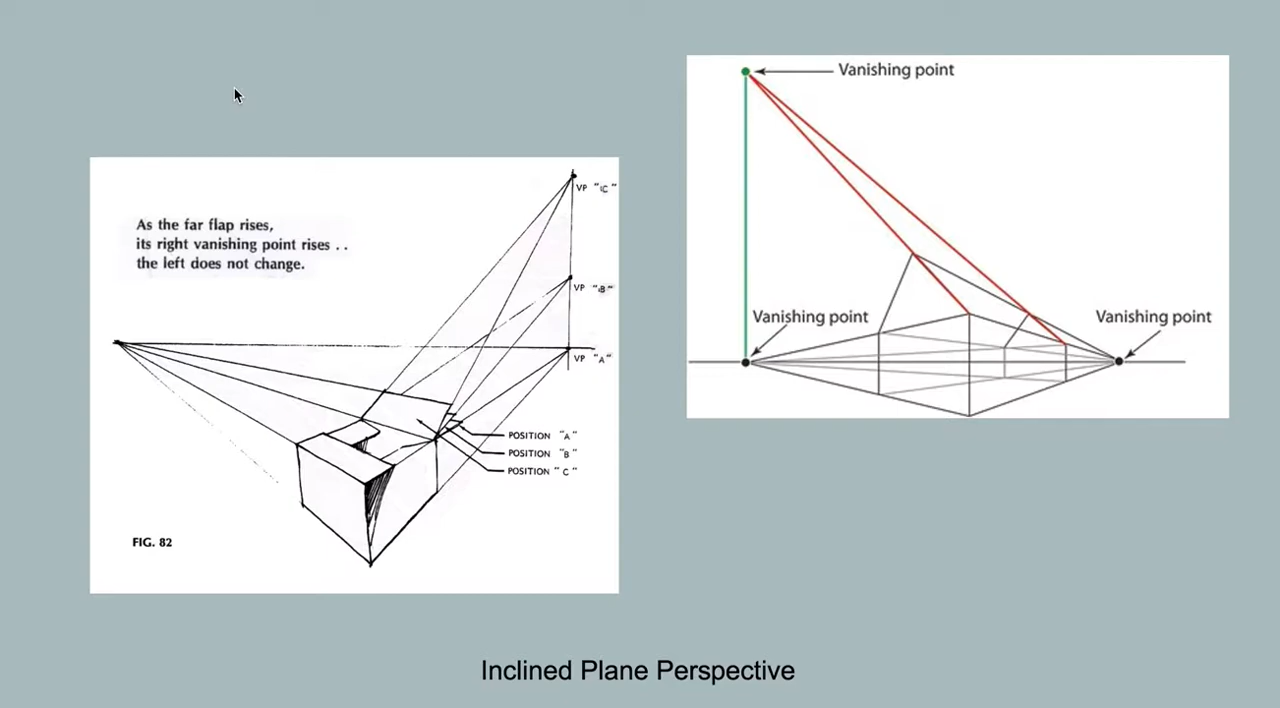 Vanishing point
VP "C"
As the far flap rises,
its right vanishing point rises . .
the left does not change.
VP "B"
Vanishing point
Vanishing point
VP "A"
POSITION "A"
POSITION "B"
POSITION "C"
FIG. 82
Inclined Plane Perspective